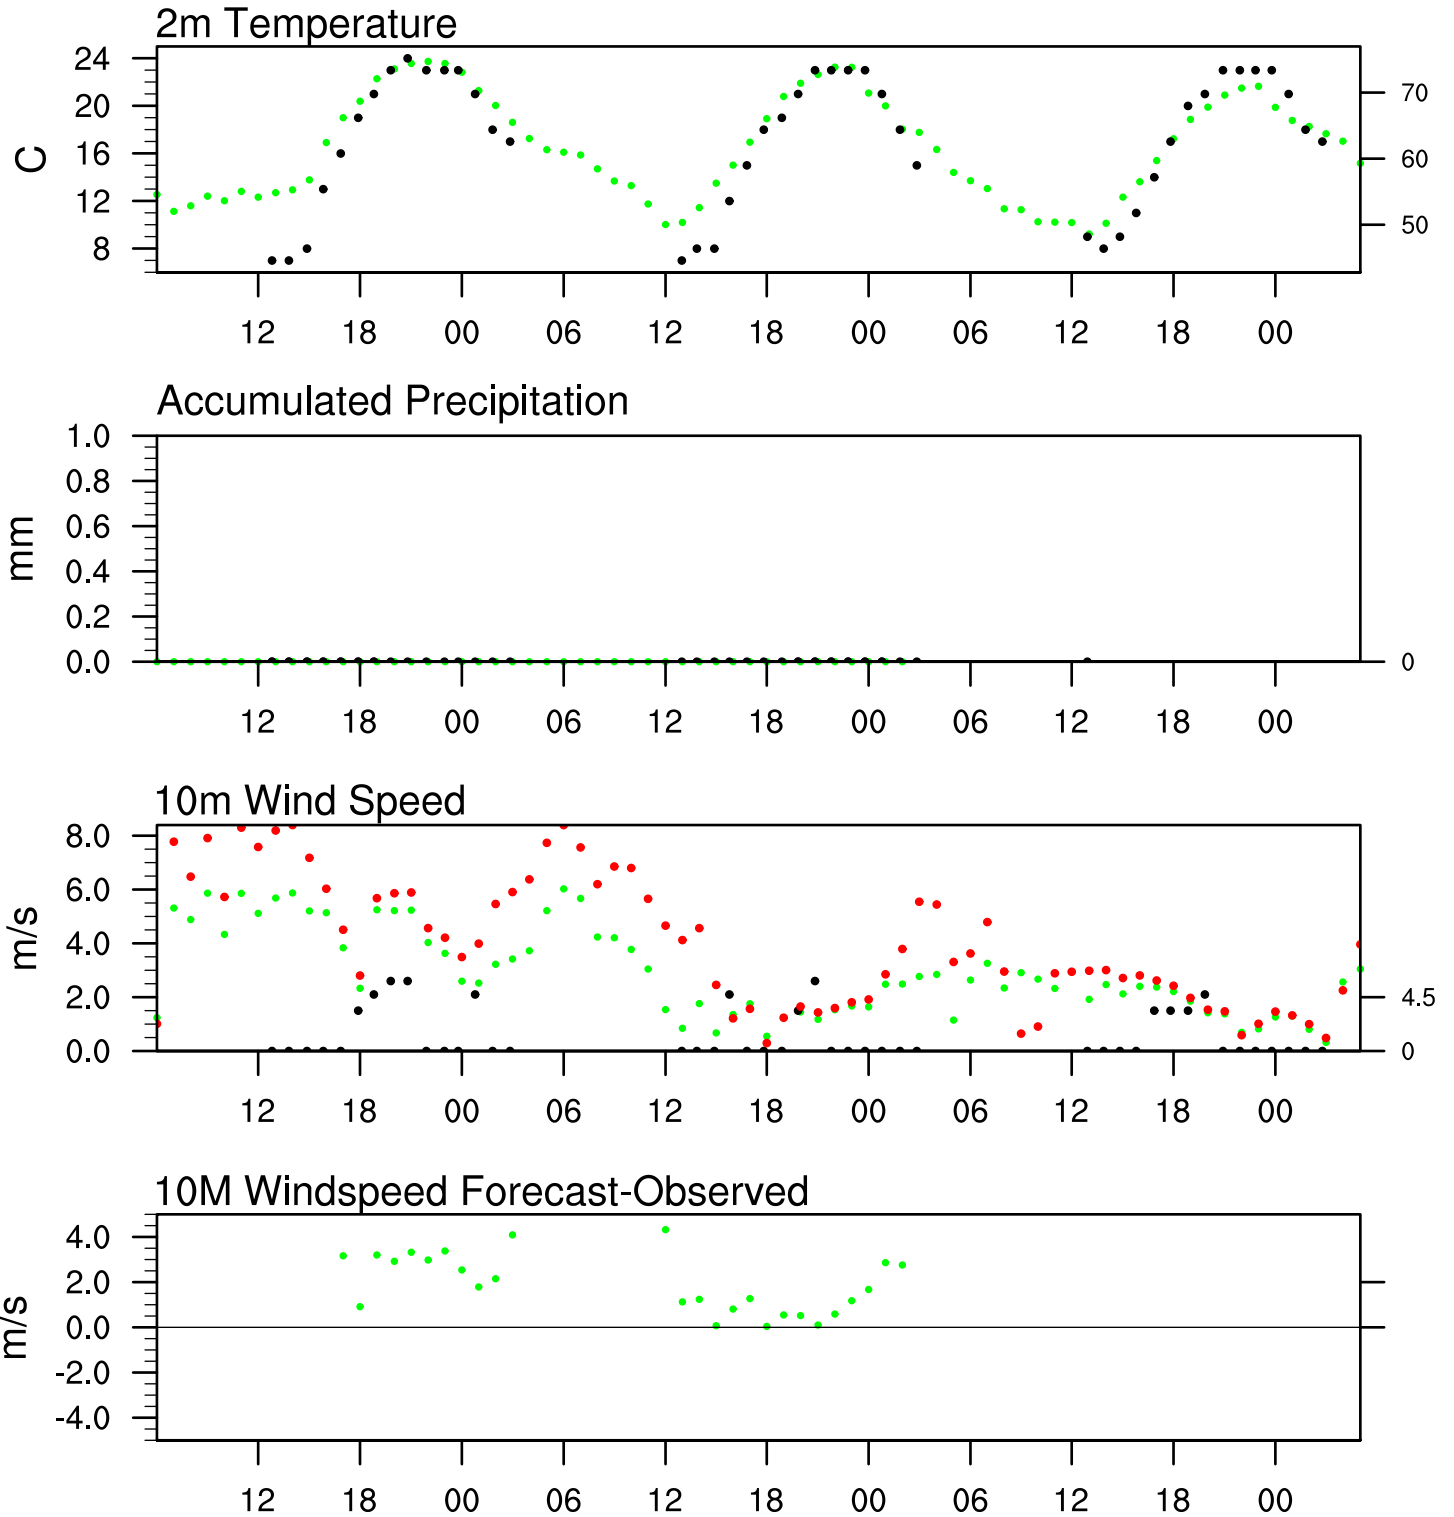 2m Temperature
24
20
16
12
8
C
70
60
50
12 18 00 06 12 18 00 06 12 18 00
Accumulated Precipitation
1.0
0.8
0.6
0.4
0.2
0.0
mm
0
12 18 00 06 12 18 00 06 12 18 00
10m Wind Speed
8.0
6.0
4.0
2.0
0.0
m/s
4.5
0
12 18 00 06 12 18 00 06 12 18 00
10M Windspeed Forecast-Observed
4.0
2.0
0.0
-2.0
-4.0
m/s
12 18 00 06 12 18 00 06 12 18 00